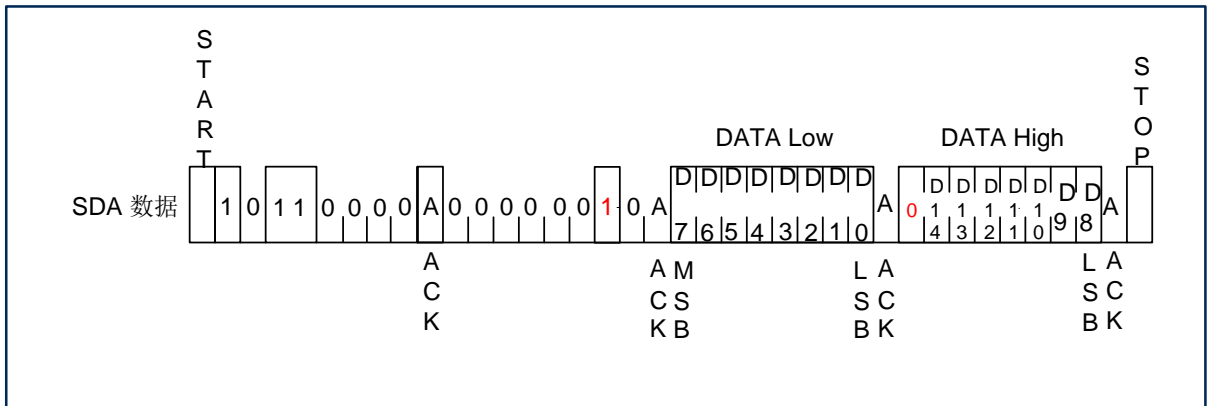 START
STOP
DATA Low DATA High
SDA 数据 1 0 1 1 0 0 0 0 A 0 0 0 0 0 0 1 0 A D7 D6 D5 D4 D3 D2 D1 D0 A 0 D14 D13 D12 D11 D10 D9 D8 A
ACK ACK MSB LSB ACK LSB ACK